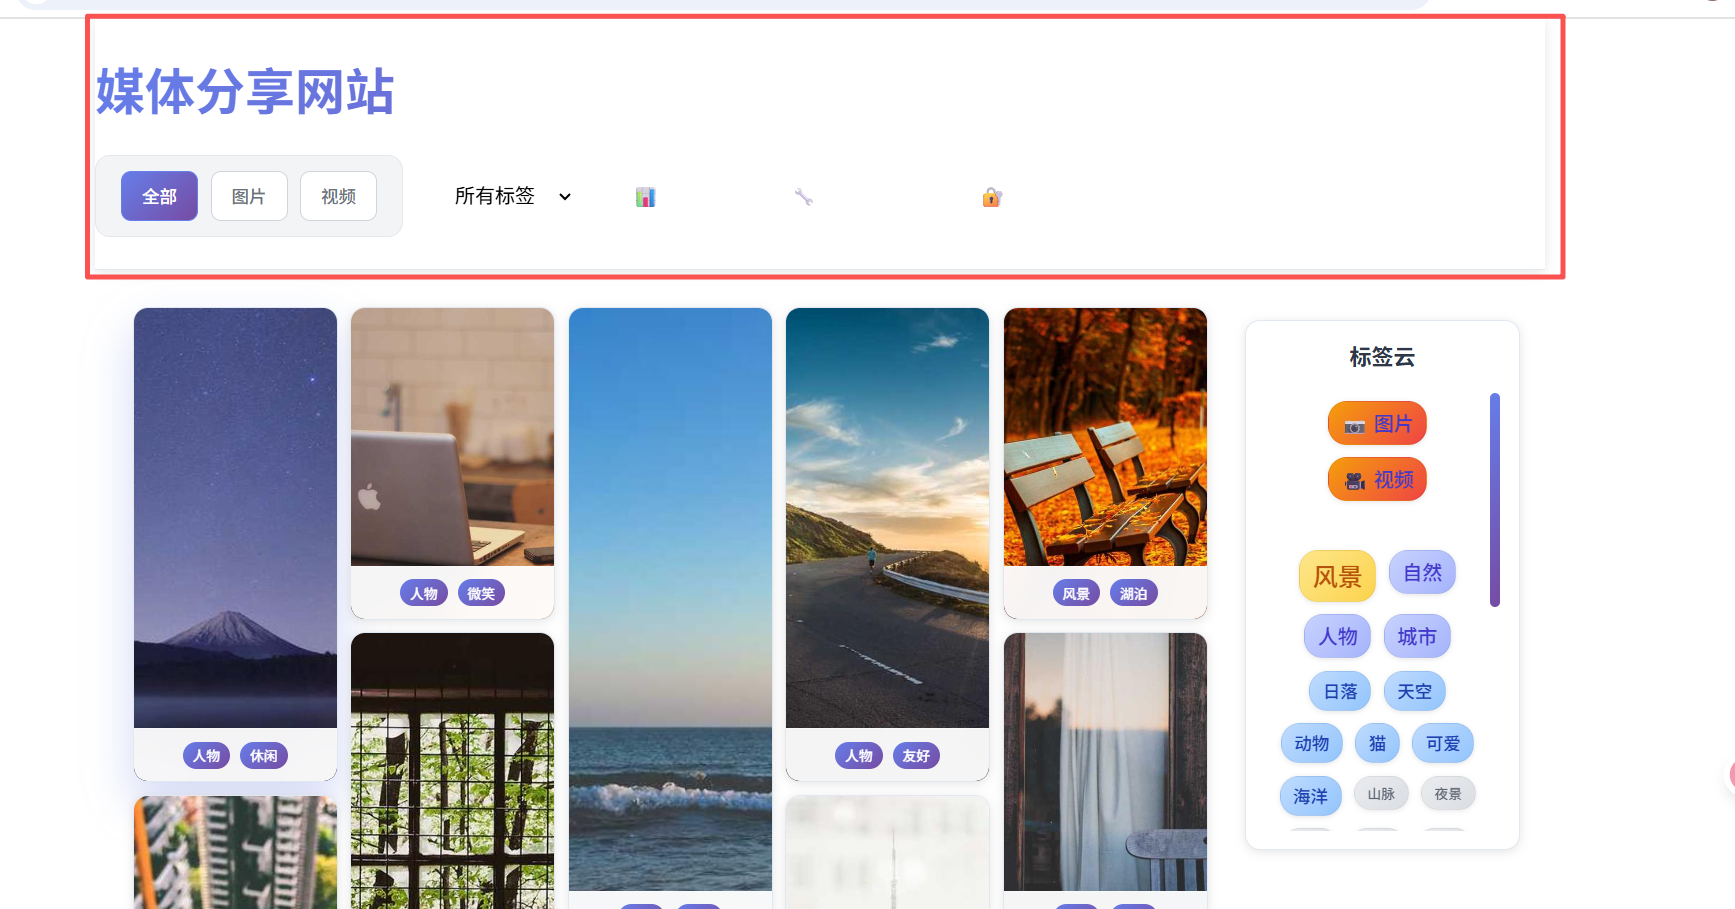 媒体分享网站
全部 图片 视频 所有标签
标签云
图片
视频
风景 自然
人物 城市
日落 天空
动物 猫 可爱
海洋 山脉 夜景
人物 休闲
人物 微笑
人物 友好
风景 湖泊